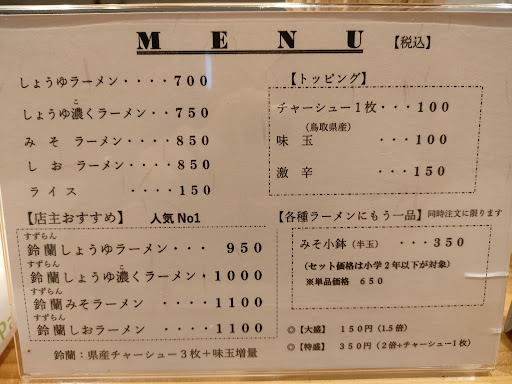 MENU 【税込】
しょうゆラーメン・・・・700
しょうゆ濃くラーメン・・750
こ
みそ ラーメン・・・・850
しお ラーメン・・・・850
ライス ・・・・150
【トッピング】
チャーシュー1枚・・・100
(鳥取県産)
味 玉 ・・・100
激 辛 ・・・150
【店主おすすめ】 人気 No1
すずらん
鈴蘭しょうゆラーメン・・・950
すずらん こ
鈴蘭しょうゆ濃くラーメン・1000
すずらん
鈴蘭みそラーメン ・・・1100
すずらん
鈴蘭しおラーメン ・・・1100
鈴蘭:県産チャーシュー3枚+味玉増量
【各種ラーメンにもう一品】同時注文に限ります
みそ小鉢(半玉) ・・・350
(セット価格は小学2年以下が対象)
※単品価格 650
◎【大盛】 150円(1.5倍)
◎【特盛】 350円(2倍+チャーシュー1枚)